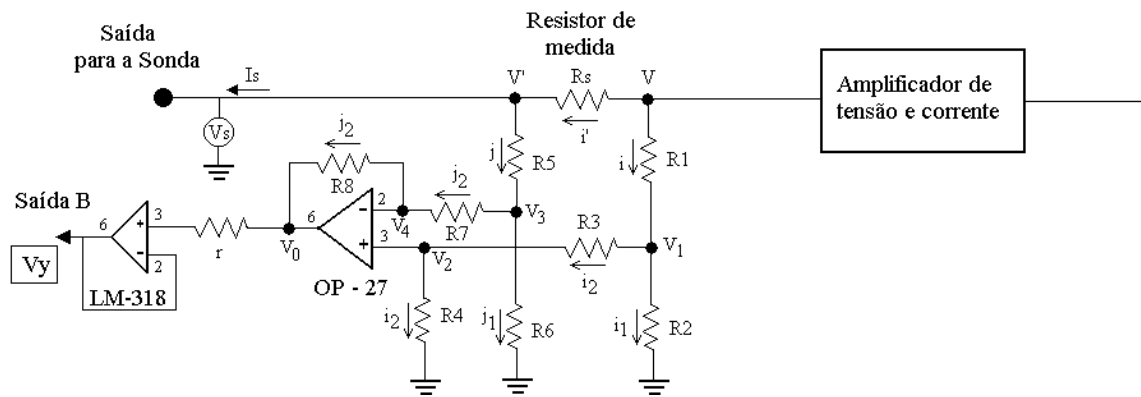 Saída
para a Sonda
Resistor de
medida
Is
V'
Rs
V
Amplificador de
tensão e corrente
Vs
i'
j2
j
R5
i
R1
R8
j2
Saída B
6
3
+
-
2
r
V0
6
2
-
3
+
V4
R7
V3
R3
V1
Vy
LM-318
OP - 27
V2
i2
i2
R4
j1
R6
i1
R2